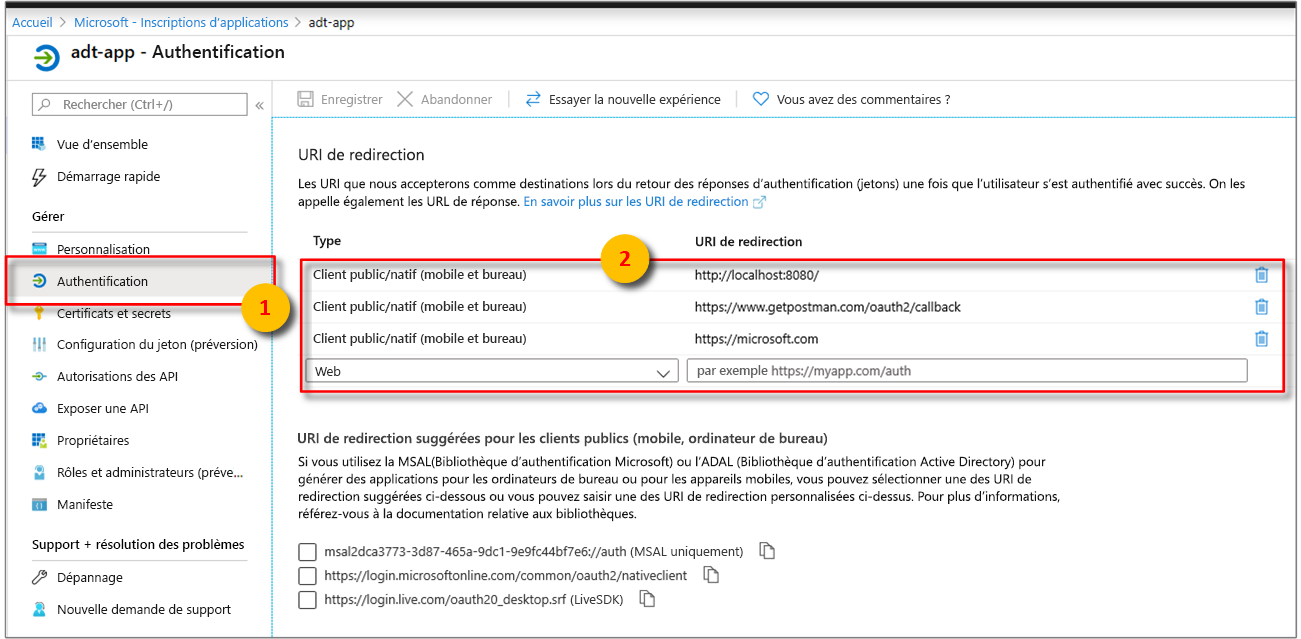 Accueil > Microsoft - Inscriptions d'applications > adt-app
adt-app - Authentification
Rechercher (Ctrl+/)
«
Vue d'ensemble
Démarrage rapide
Gérer
Personnalisation
Authentification
1
Certificats et secrets
Configuration du jeton (préversion)
Autorisations des API
Exposer une API
Propriétaires
Rôles et administrateurs (préve...
Manifeste
Support + résolution des problèmes
Dépannage
Nouvelle demande de support
Enregistrer Abandonner Essayer la nouvelle expérience Vous avez des commentaires ?
URI de redirection
Les URI que nous accepterons comme destinations lors du retour des réponses d'authentification (jetons) une fois que l'utilisateur s'est authentifié avec succès. On les
appelle également les URL de réponse. En savoir plus sur les URI de redirection
Type URI de redirection
2
Client public/natif (mobile et bureau) http://localhost:8080/
Client public/natif (mobile et bureau) https://www.getpostman.com/oauth2/callback
Client public/natif (mobile et bureau) https://microsoft.com
Web par exemple https://myapp.com/auth
URI de redirection suggérées pour les clients publics (mobile, ordinateur de bureau)
Si vous utilisez la MSAL(Bibliothèque d'authentification Microsoft) ou l'ADAL (Bibliothèque d'authentification Active Directory) pour
générer des applications pour les ordinateurs de bureau ou pour les appareils mobiles, vous pouvez sélectionner une des URI de
redirection suggérées ci-dessous ou vous pouvez saisir une des URI de redirection personnalisées ci-dessus. Pour plus d'informations,
référez-vous à la documentation relative aux bibliothèques.
msal2dca3773-3d87-465a-9dc1-9e9fc44bf7e6://auth (MSAL uniquement)
https://login.microsoftonline.com/common/oauth2/nativeclient
https://login.live.com/oauth20_desktop.srf (LiveSDK)